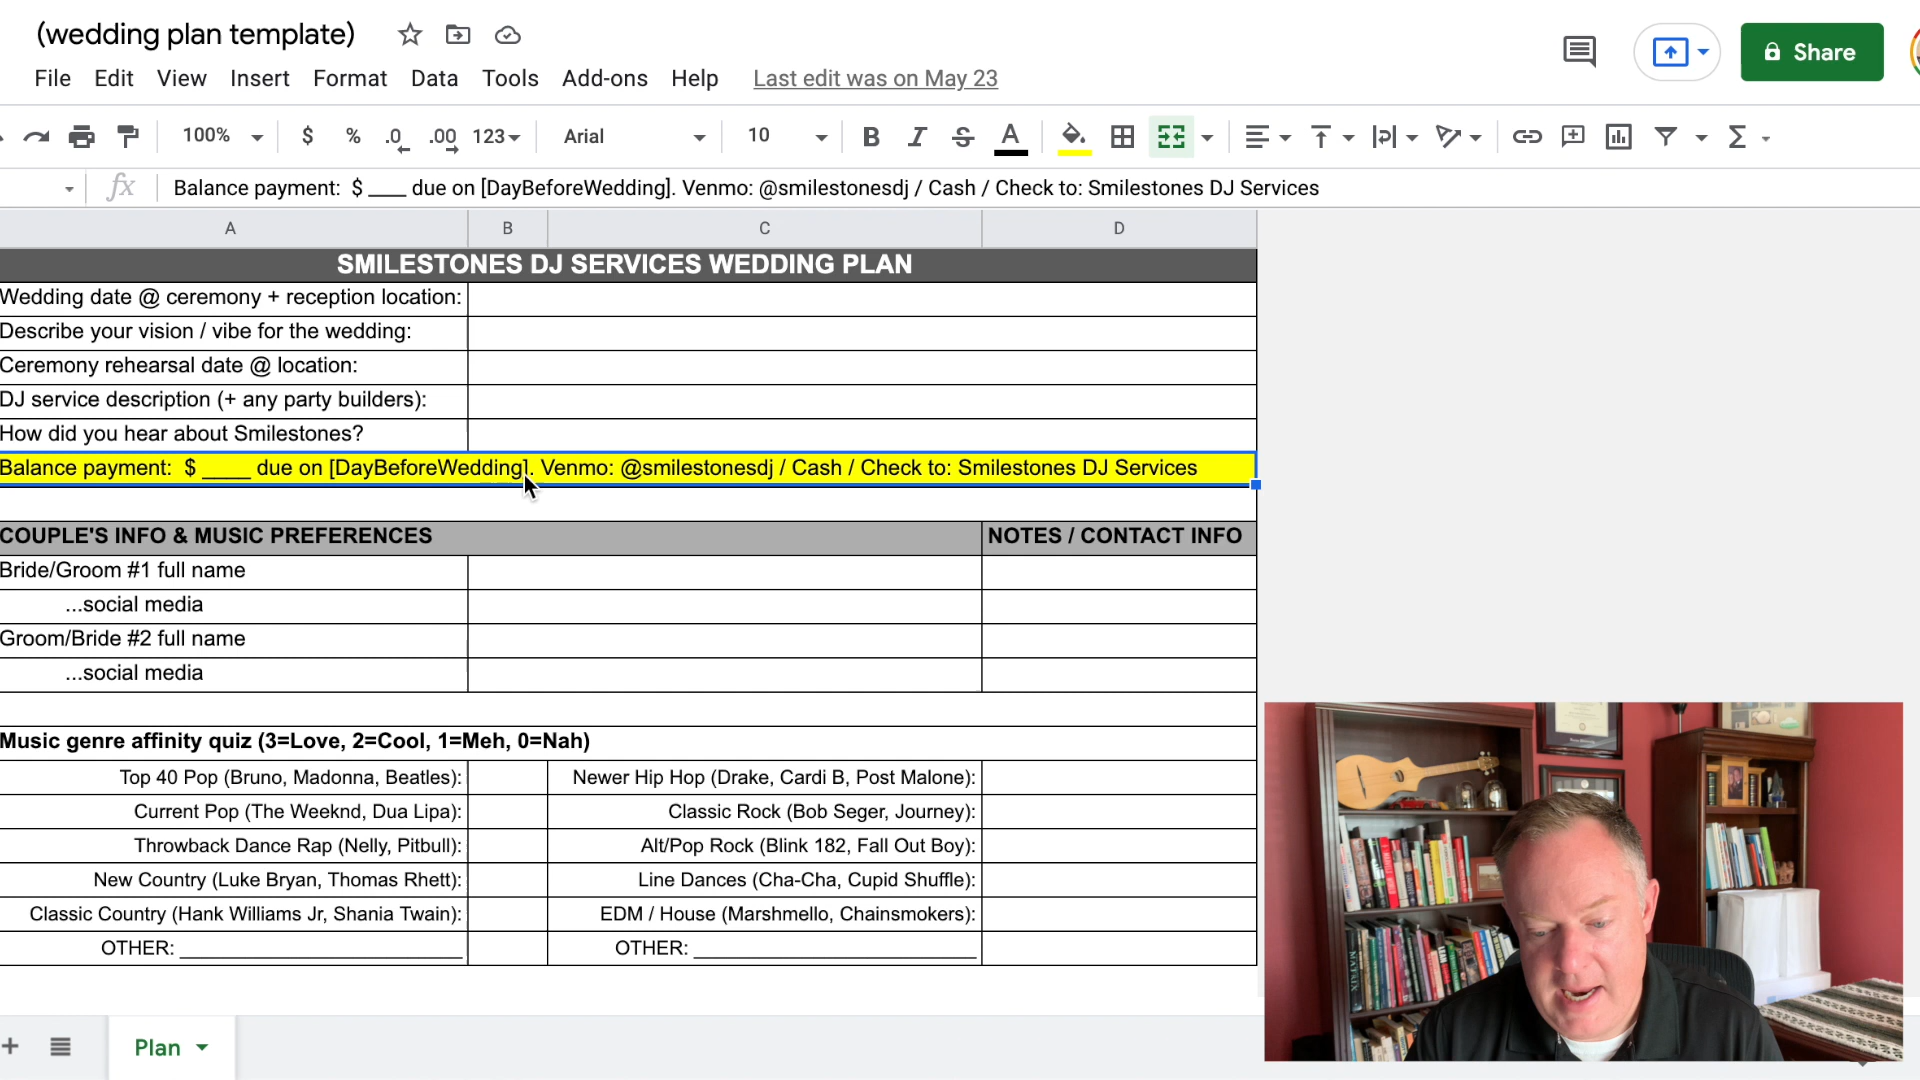 (wedding plan template)
File Edit View Insert Format Data Tools Add-ons Help Last edit was on May 23
Share
100% $ % .0 .00 123 Arial 10 B I S A Σ
fx Balance payment: $ ____ due on [DayBeforeWedding]. Venmo: @smilestonesdj / Cash / Check to: Smilestones DJ Services
A B C D
SMILESTONES DJ SERVICES WEDDING PLAN
Wedding date @ ceremony + reception location:
Describe your vision / vibe for the wedding:
Ceremony rehearsal date @ location:
DJ service description (+ any party builders):
How did you hear about Smilestones?
Balance payment: $ ____ due on [DayBeforeWedding]. Venmo: @smilestonesdj / Cash / Check to: Smilestones DJ Services
COUPLE'S INFO & MUSIC PREFERENCES NOTES / CONTACT INFO
Bride/Groom #1 full name
...social media
Groom/Bride #2 full name
...social media
Music genre affinity quiz (3=Love, 2=Cool, 1=Meh, 0=Nah)
Top 40 Pop (Bruno, Madonna, Beatles): Newer Hip Hop (Drake, Cardi B, Post Malone):
Current Pop (The Weeknd, Dua Lipa): Classic Rock (Bob Seger, Journey):
Throwback Dance Rap (Nelly, Pitbull): Alt/Pop Rock (Blink 182, Fall Out Boy):
New Country (Luke Bryan, Thomas Rhett): Line Dances (Cha-Cha, Cupid Shuffle):
Classic Country (Hank Williams Jr, Shania Twain): EDM / House (Marshmello, Chainsmokers):
OTHER: ____ OTHER: ____
Plan
MATRIX